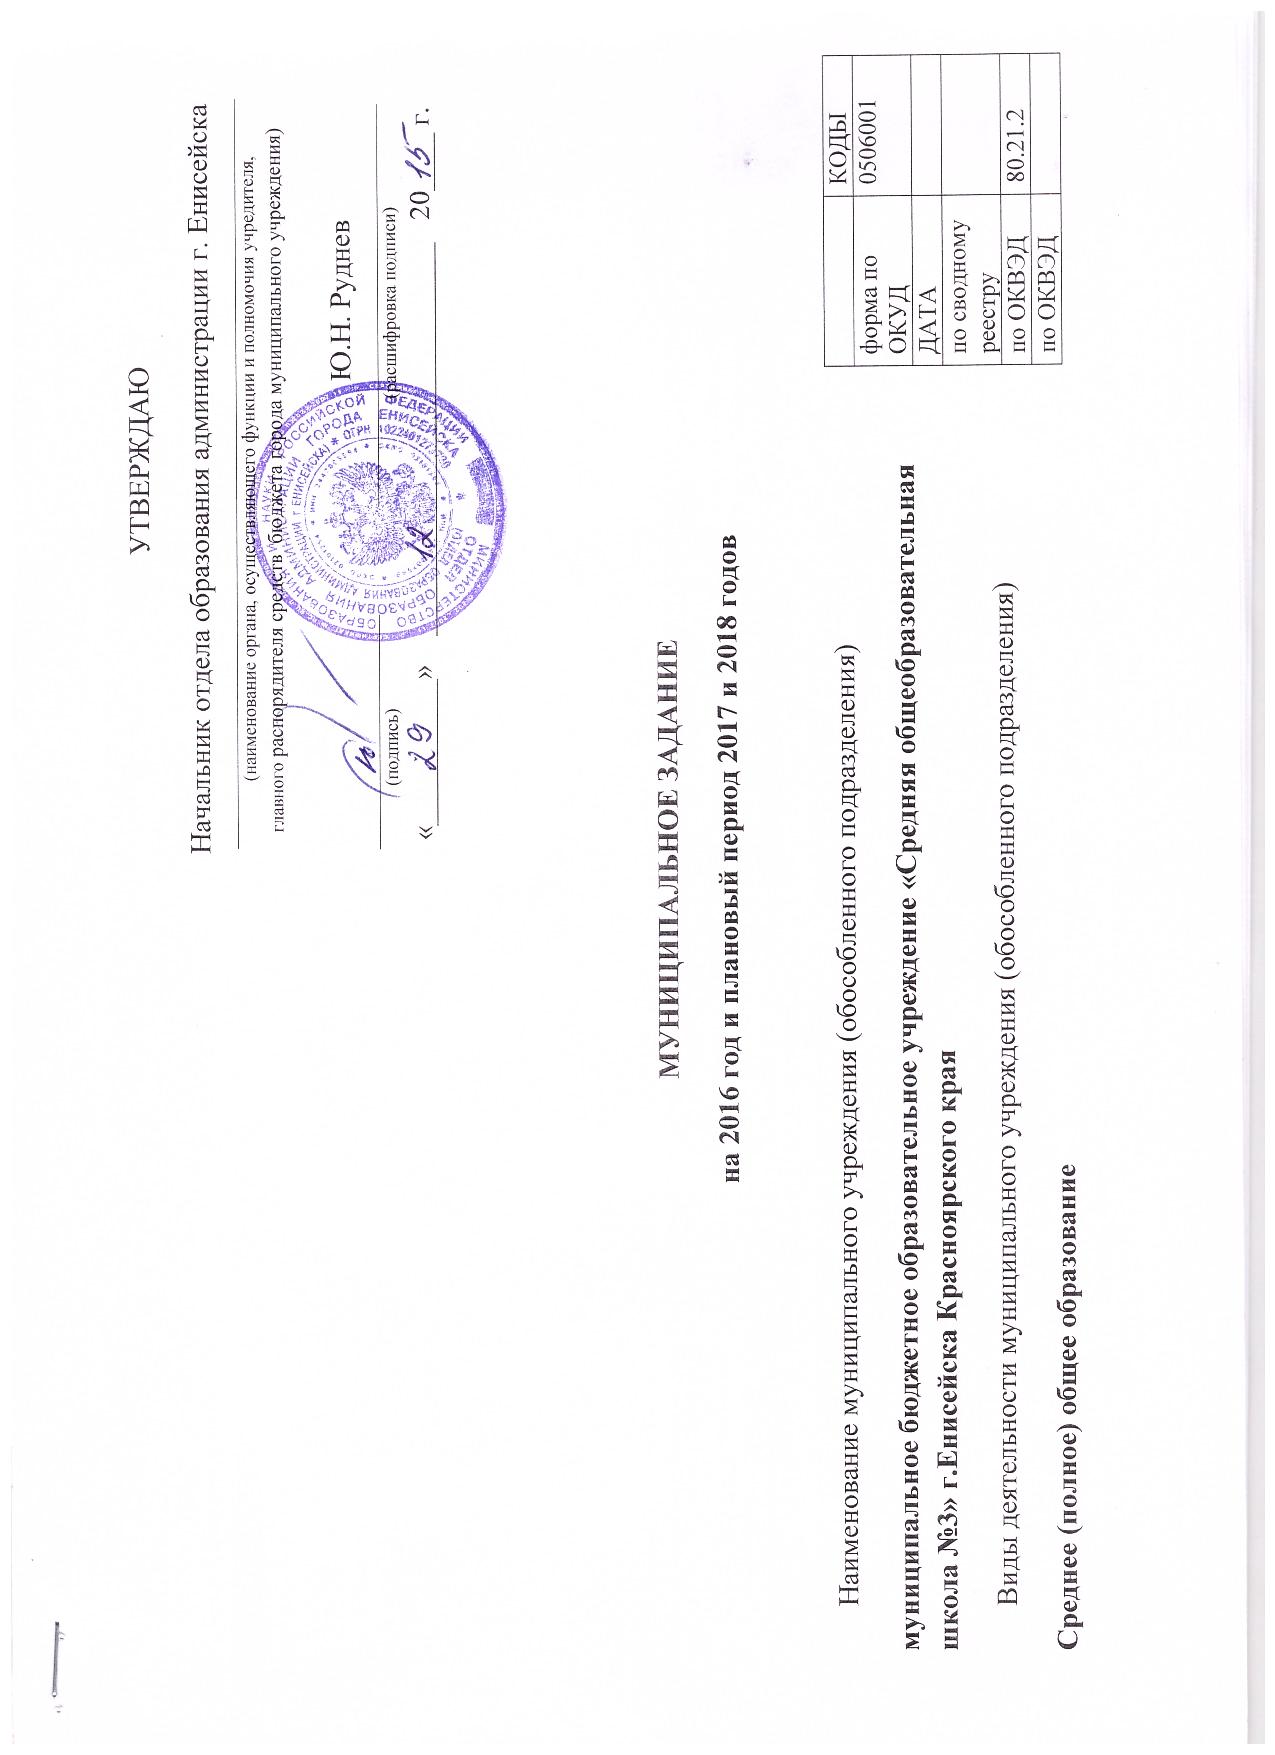 УТВЕРЖДАЮ
Начальник отдела образования администрации г. Енисейска
(наименование органа, осуществляющего функции и полномочия учредителя,
главного распорядителя средств бюджета города муниципального учреждения)
Ю.Н. Руднев
(подпись) (расшифровка подписи)
« 29 » 12 20 15 г.
МИНИСТЕРСТВО ОБРАЗОВАНИЯ И НАУКИ РОССИЙСКОЙ ФЕДЕРАЦИИ
ОТДЕЛ ОБРАЗОВАНИЯ АДМИНИСТРАЦИИ ГОРОДА ЕНИСЕЙСКА
МУНИЦИПАЛЬНОЕ ЗАДАНИЕ
на 2016 год и плановый период 2017 и 2018 годов
КОДЫ
форма по ОКУД 0506001
ДАТА
по сводному реестру
по ОКВЭД 80.21.2
по ОКВЭД
Наименование муниципального учреждения (обособленного подразделения)
муниципальное бюджетное образовательное учреждение «Средняя общеобразовательная
школа №3» г.Енисейска Красноярского края
Виды деятельности муниципального учреждения (обособленного подразделения)
Среднее (полное) общее образование